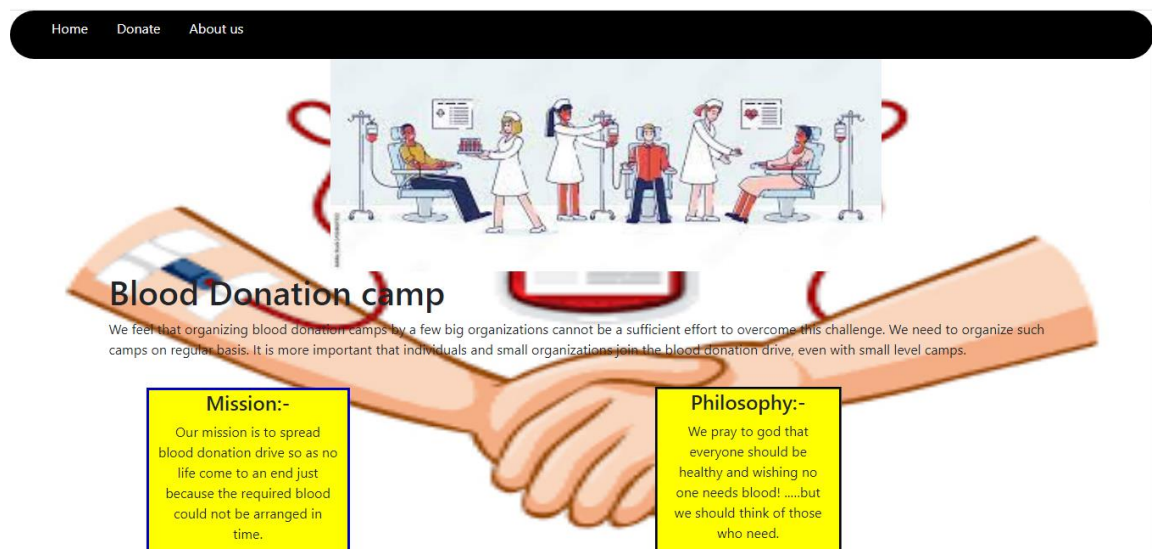 Home Donate About us
Blood Donation camp
We feel that organizing blood donation camps by a few big organizations cannot be a sufficient effort to overcome this challenge. We need to organize such
camps on regular basis. It is more important that individuals and small organizations join the blood donation drive, even with small level camps.
Mission:-
Our mission is to spread
blood donation drive so as no
life come to an end just
because the required blood
could not be arranged in
time.
Philosophy:-
We pray to god that
everyone should be
healthy and wishing no
one needs blood! .....but
we should think of those
who need.